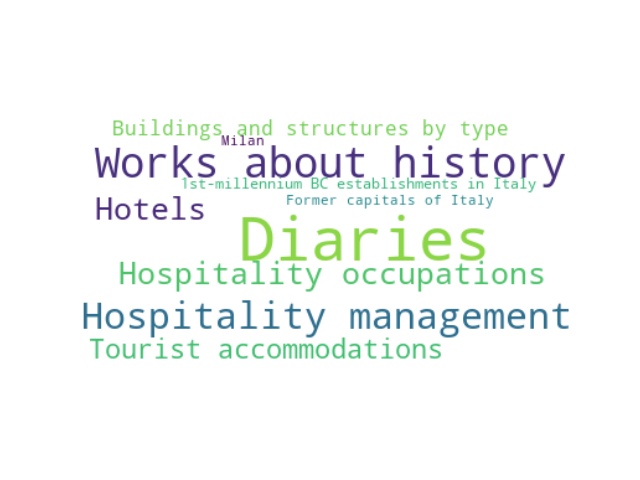 Buildings and structures by type
Milan
Works about history
1st-millennium BC establishments in Italy
Former capitals of Italy
Hotels
Diaries
Hospitality occupations
Hospitality management
Tourist accommodations